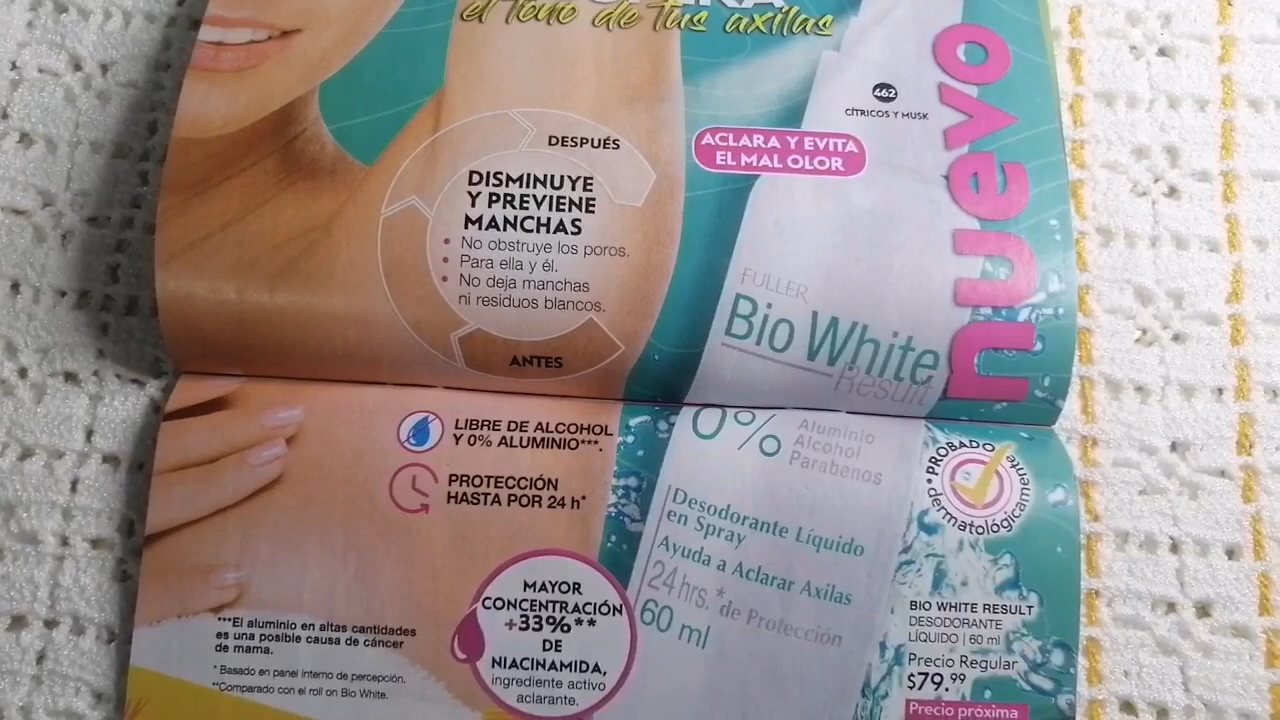 el tono de tus axilas
nuevo
462
CÍTRICOS Y MUSK
ACLARA Y EVITA
EL MAL OLOR
DESPUÉS
DISMINUYE
Y PREVIENE
MANCHAS
• No obstruye los poros.
• Para ella y él.
• No deja manchas
ni residuos blancos.
ANTES
FULLER
Bio White
Result
LIBRE DE ALCOHOL
Y 0% ALUMINIO***.
PROTECCIÓN
HASTA POR 24 h*
0%
Aluminio
Alcohol
Parabenos
Desodorante Líquido
en Spray
Ayuda a Aclarar Axilas
24 hrs.* de Protección
60 ml
• PROBADO •
dermatológicamente
MAYOR
CONCENTRACIÓN
+33%**
DE
NIACINAMIDA,
ingrediente activo
aclarante.
***El aluminio en altas cantidades
es una posible causa de cáncer
de mama.
* Basado en panel interno de percepción.
**Comparado con el roll on Bio White.
BIO WHITE RESULT
DESODORANTE
LÍQUIDO | 60 ml
Precio Regular
$79.99
Precio próxima